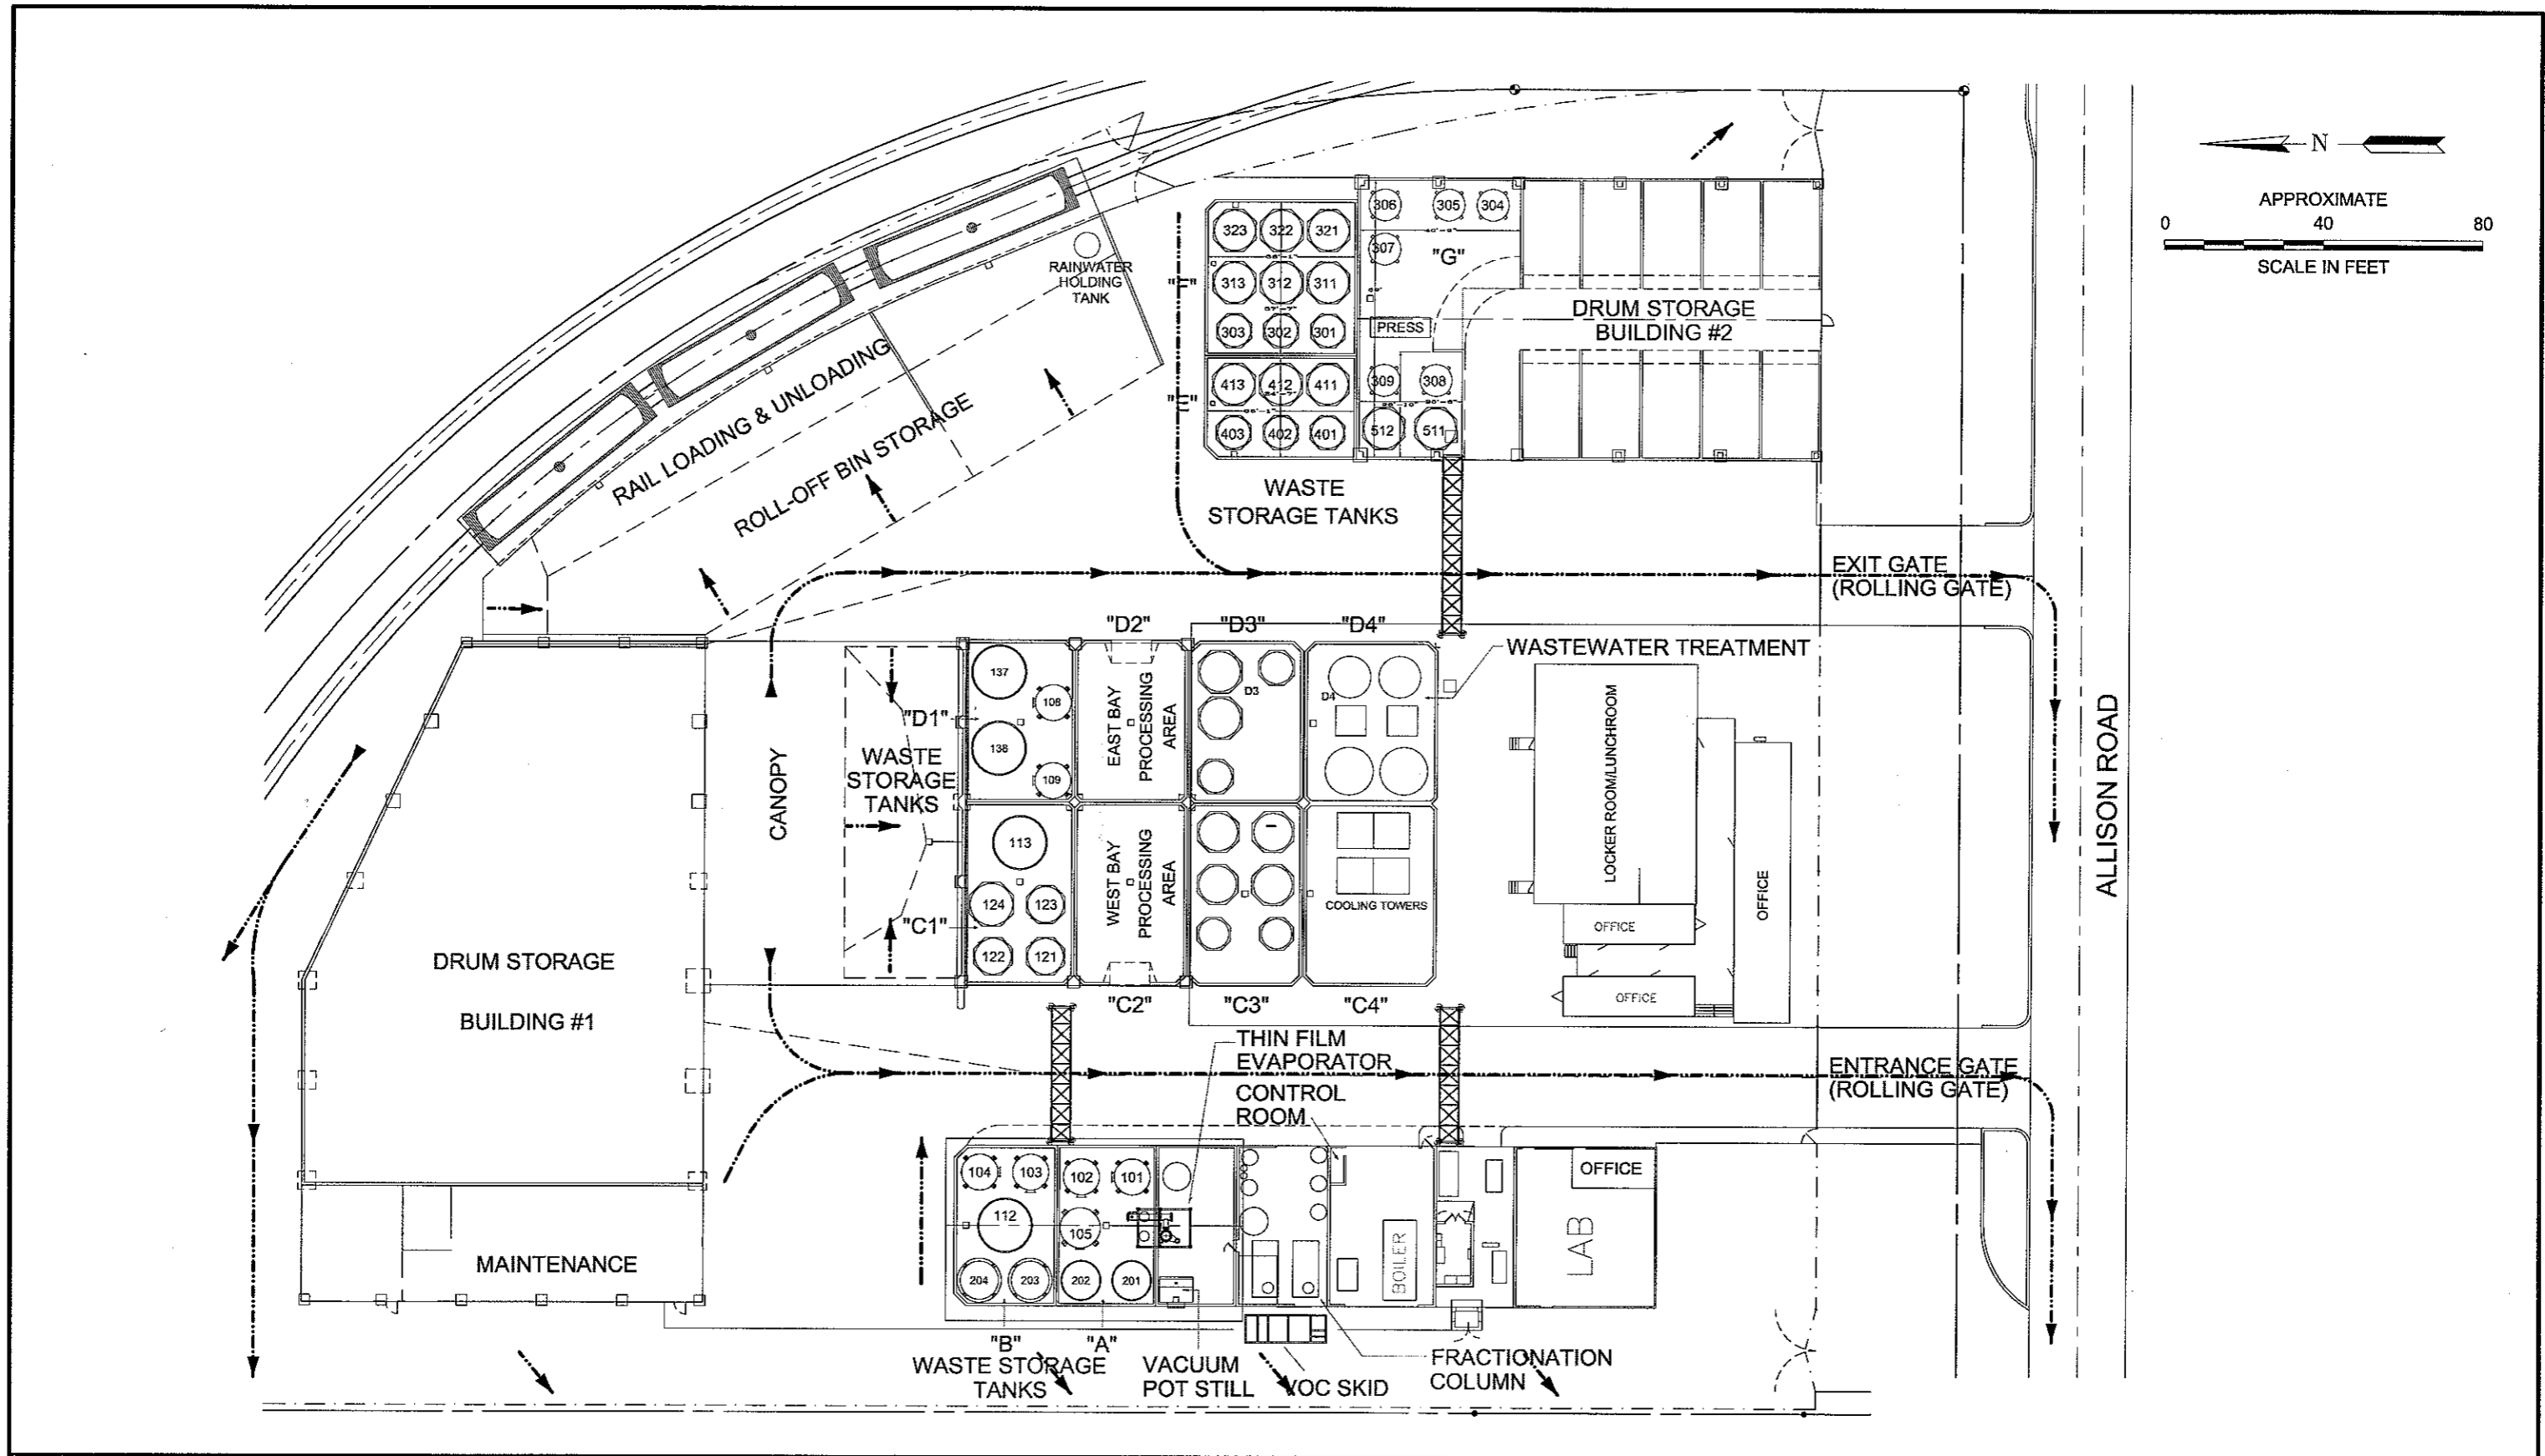 N
APPROXIMATE
0 40 80
SCALE IN FEET
306
305
304
307
"G"
323
322
321
313
312
311
303
302
301
PRESS
413
412
411
309
308
403
402
401
512
511
DRUM STORAGE
BUILDING #2
RAINWATER
HOLDING
TANK
RAIL LOADING & UNLOADING
ROLL-OFF BIN STORAGE
WASTE
STORAGE TANKS
EXIT GATE
(ROLLING GATE)
"D2"
"D3"
"D4"
WASTEWATER TREATMENT
137
108
"D1"
138
109
EAST BAY
PROCESSING
AREA
D3
D4
WASTE
STORAGE
TANKS
CANOPY
113
124
123
"C1"
122
121
WEST BAY
PROCESSING
AREA
COOLING TOWERS
LOCKER ROOM/LUNCHROOM
OFFICE
OFFICE
OFFICE
ALLISON ROAD
DRUM STORAGE
BUILDING #1
"C2"
"C3"
"C4"
THIN FILM
EVAPORATOR
CONTROL
ROOM
ENTRANCE GATE
(ROLLING GATE)
104
103
102
101
112
105
204
203
202
201
BOILER
LAB
OFFICE
MAINTENANCE
"B"
"A"
WASTE STORAGE
TANKS
VACUUM
POT STILL
VOC SKID
FRACTIONATION
COLUMN